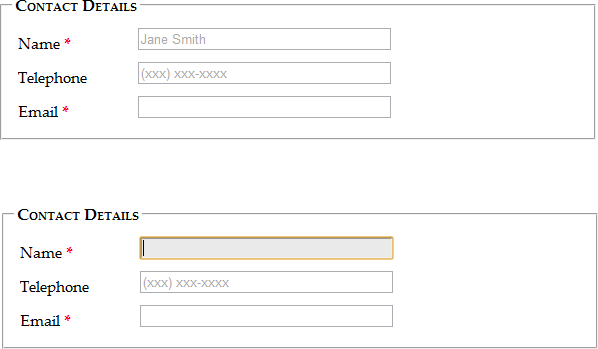 Contact Details
Name * Jane Smith
Telephone (xxx) xxx-xxxx
Email *
Contact Details
Name *
Telephone (xxx) xxx-xxxx
Email *